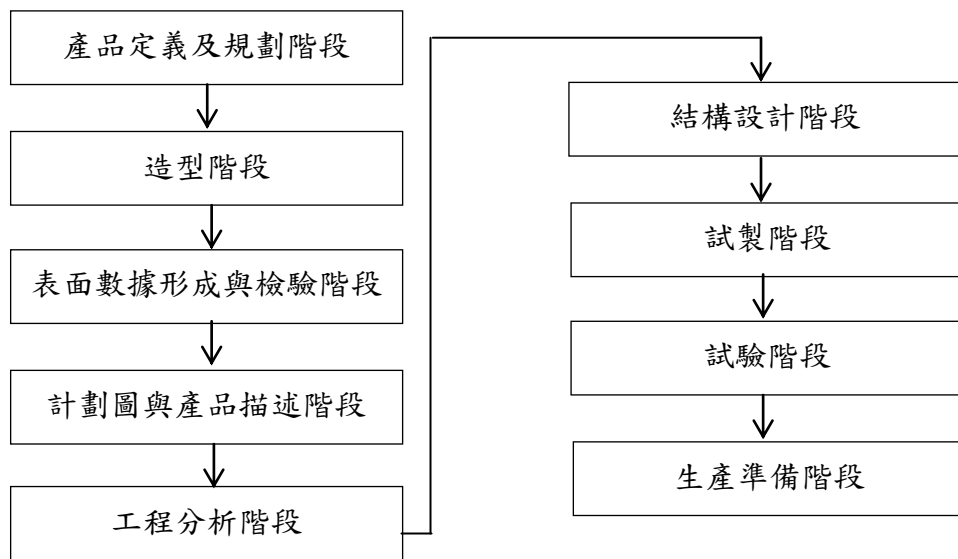 產品定義及規劃階段
造型階段
表面數據形成與檢驗階段
計劃圖與產品描述階段
工程分析階段
結構設計階段
試製階段
試驗階段
生產準備階段